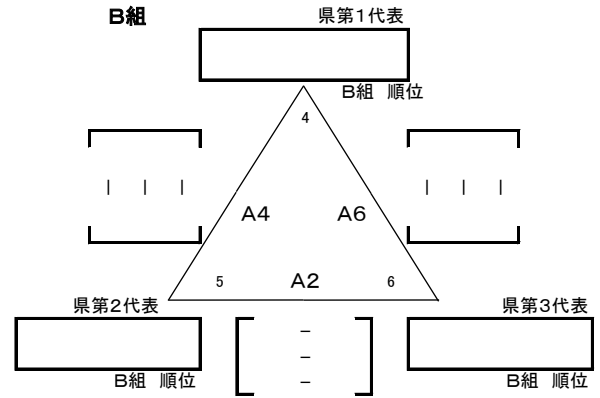 B組
県第1代表
B組 順位
4
| | |
| | |
A4
A6
5
A2
6
県第2代表
県第3代表
B組 順位
–
–
–
B組 順位